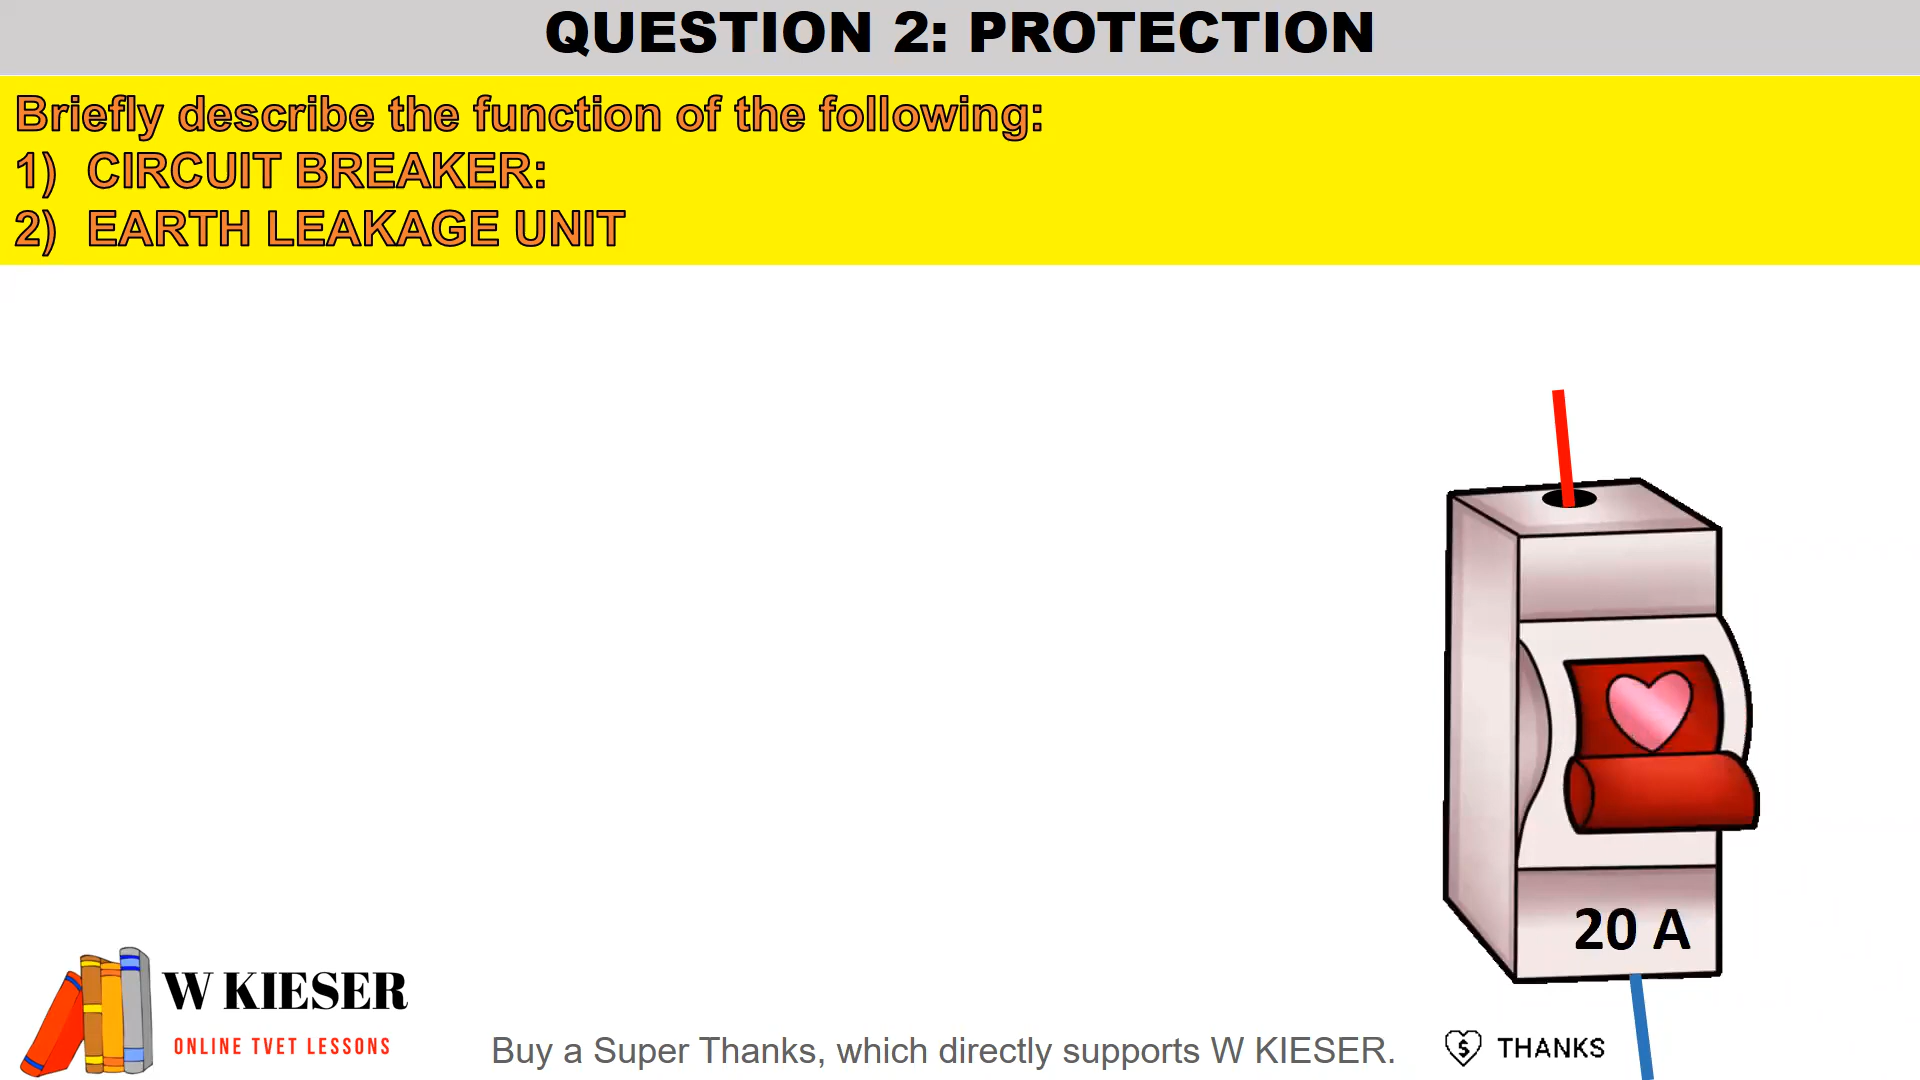 QUESTION 2: PROTECTION
Briefly describe the function of the following:
1) CIRCUIT BREAKER:
2) EARTH LEAKAGE UNIT
20 A
W KIESER
ONLINE TVET LESSONS
Buy a Super Thanks, which directly supports W KIESER.
$ THANKS